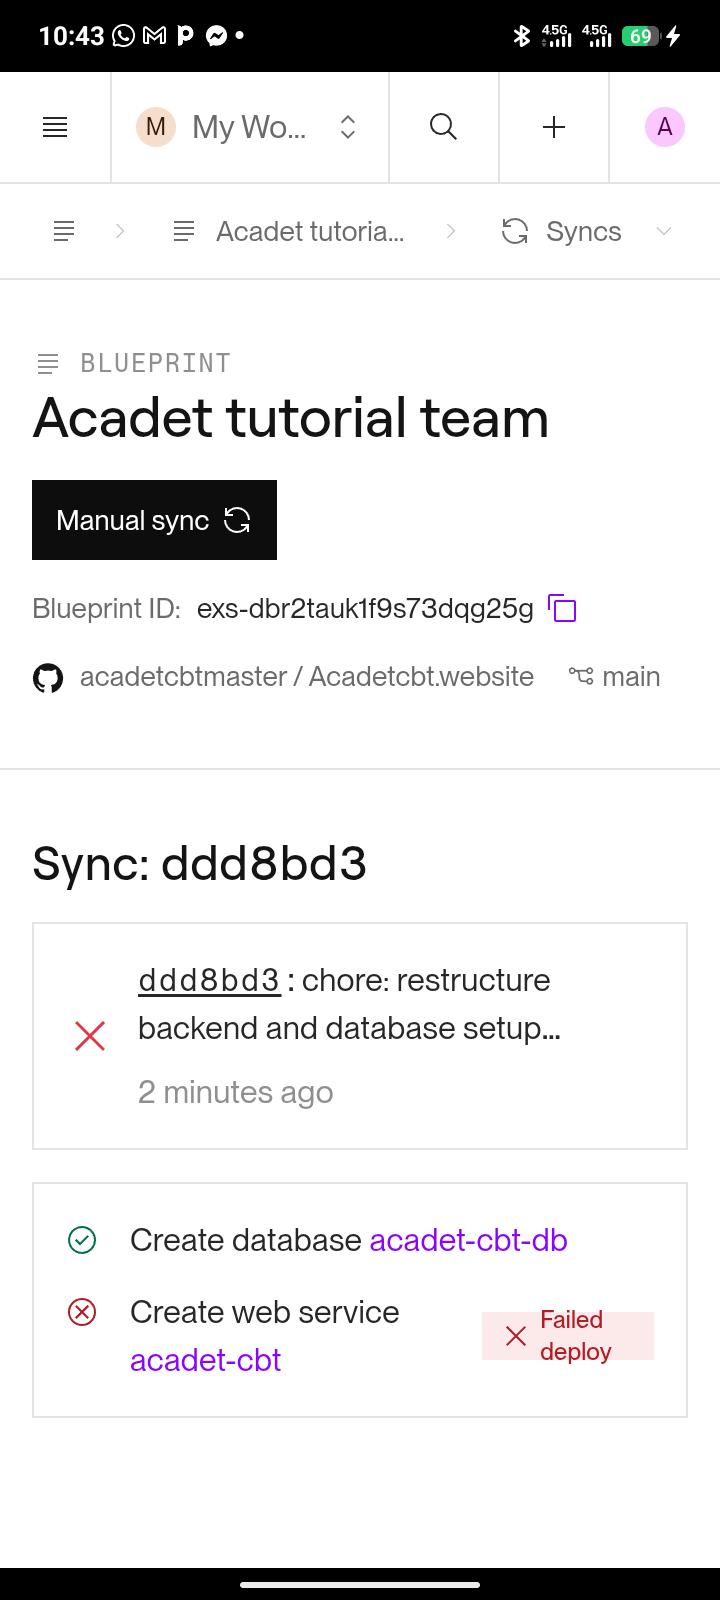 10:43
4.5G 4.5G 69
M My Wo... A
Acadet tutoria... Syncs
BLUEPRINT
Acadet tutorial team
Manual sync
Blueprint ID: exs-dbr2tauk1f9s73dqg25g
acadetcbtmaster / Acadetcbt.website main
Sync: ddd8bd3
ddd8bd3 : chore: restructure
backend and database setup...
2 minutes ago
Create database acadet-cbt-db
Create web service
acadet-cbt
Failed
deploy